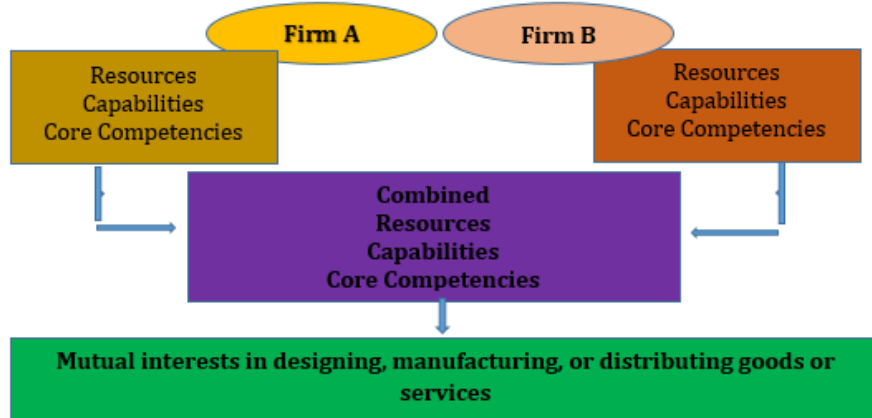 Firm A
Firm B
Resources
Capabilities
Core Competencies
Resources
Capabilities
Core Competencies
Combined
Resources
Capabilities
Core Competencies
Mutual interests in designing, manufacturing, or distributing goods or
services